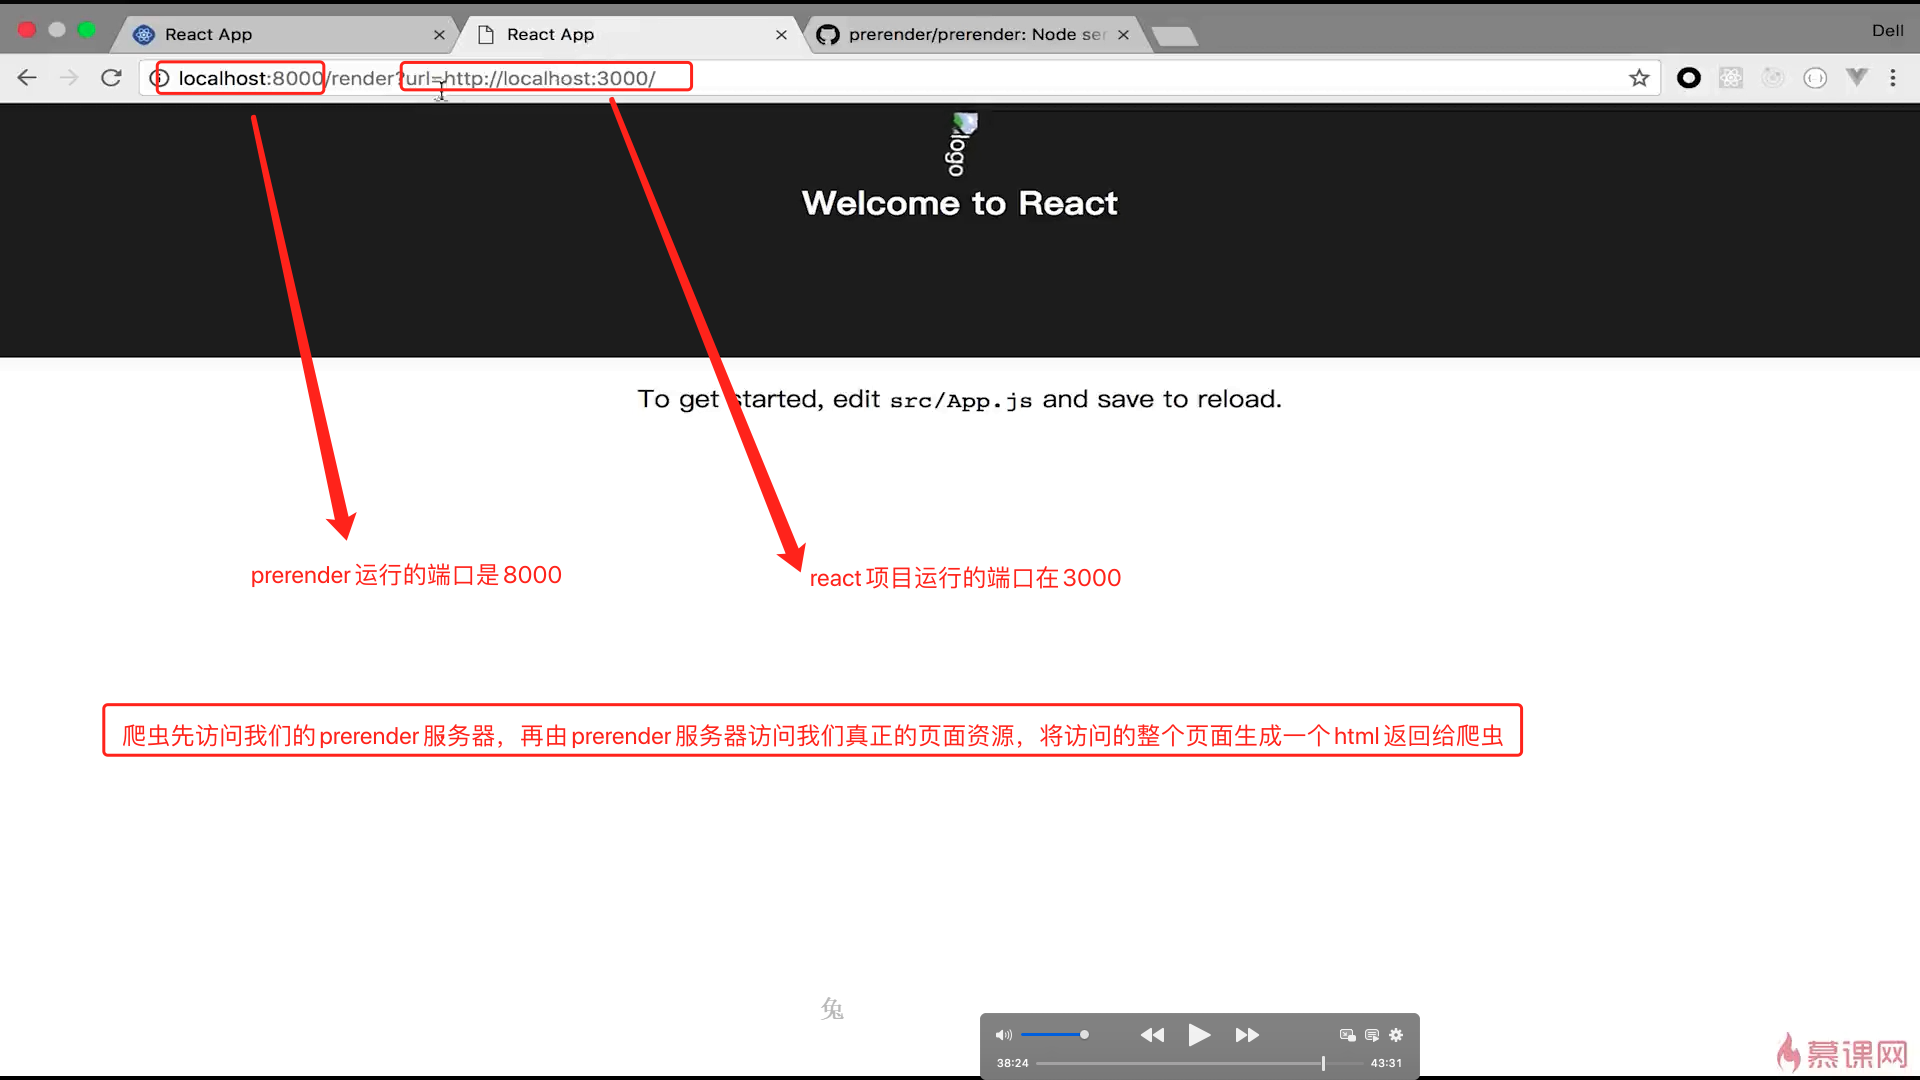 React App
React App
prerender/prerender: Node ser
Dell
localhost:8000/render?url=http://localhost:3000/
logo
Welcome to React
To get started, edit src/App.js and save to reload.
prerender运行的端口是8000
react项目运行的端口在3000
爬虫先访问我们的prerender服务器，再由prerender服务器访问我们真正的页面资源，将访问的整个页面生成一个html返回给爬虫
兔
38:24
43:31
慕课网